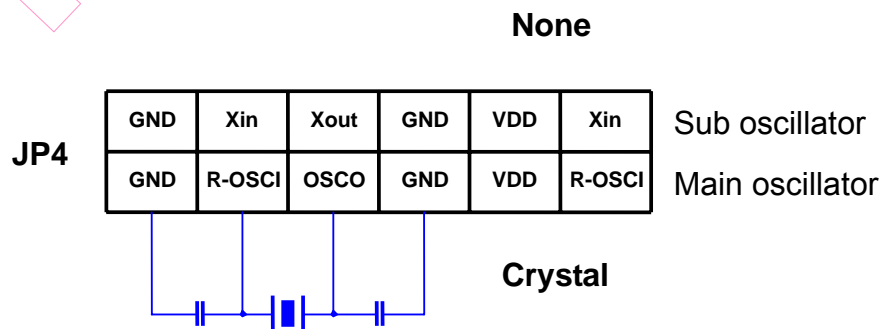 None
GND Xin Xout GND VDD Xin Sub oscillator
JP4
GND R-OSCI OSCO GND VDD R-OSCI Main oscillator
Crystal